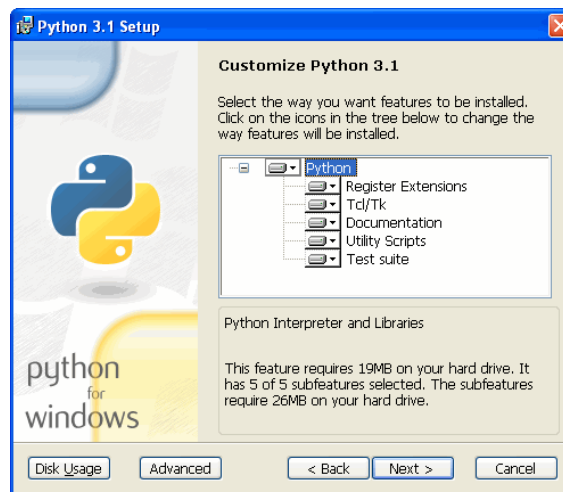 Python 3.1 Setup
Customize Python 3.1
Select the way you want features to be installed.
Click on the icons in the tree below to change the
way features will be installed.
Python
Register Extensions
Tcl/Tk
Documentation
Utility Scripts
Test suite
Python Interpreter and Libraries
This feature requires 19MB on your hard drive. It
has 5 of 5 subfeatures selected. The subfeatures
require 26MB on your hard drive.
python
for
windows
Disk Usage
Advanced
< Back
Next >
Cancel